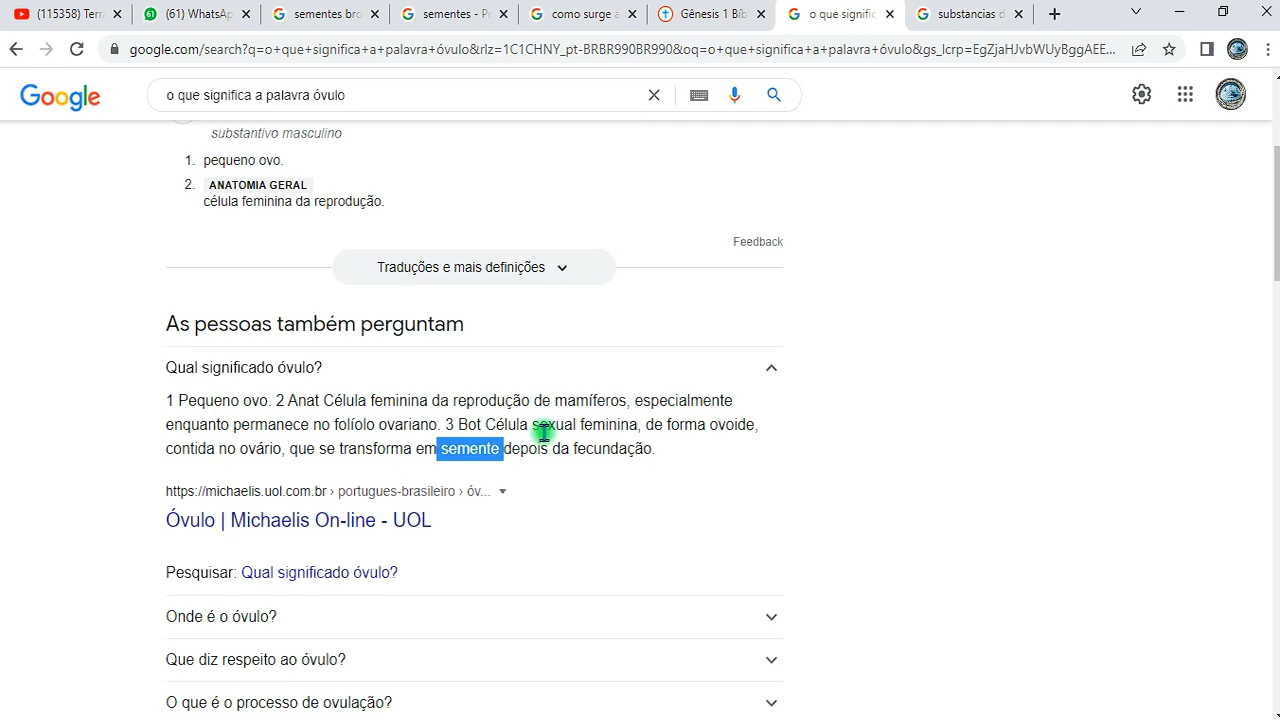 (115358) Terra
(61) WhatsAp
sementes bro
sementes - Pe
como surge a
Gênesis 1 Bíb
o que signific
substancias d
google.com/search?q=o+que+significa+a+palavra+óvulo&rlz=1C1CHNY_pt-BRBR990BR990&oq=o+que+significa+a+palavra+óvulo&gs_lcrp=EgZjaHJvbWUyBggAEE...
Google
o que significa a palavra óvulo
substantivo masculino
1. pequeno ovo.
2. ANATOMIA GERAL
célula feminina da reprodução.
Feedback
Traduções e mais definições
As pessoas também perguntam
Qual significado óvulo?
1 Pequeno ovo. 2 Anat Célula feminina da reprodução de mamíferos, especialmente
enquanto permanece no folíolo ovariano. 3 Bot Célula sexual feminina, de forma ovoide,
contida no ovário, que se transforma em semente depois da fecundação.
https://michaelis.uol.com.br › portugues-brasileiro › óv...
Óvulo | Michaelis On-line - UOL
Pesquisar: Qual significado óvulo?
Onde é o óvulo?
Que diz respeito ao óvulo?
O que é o processo de ovulação?